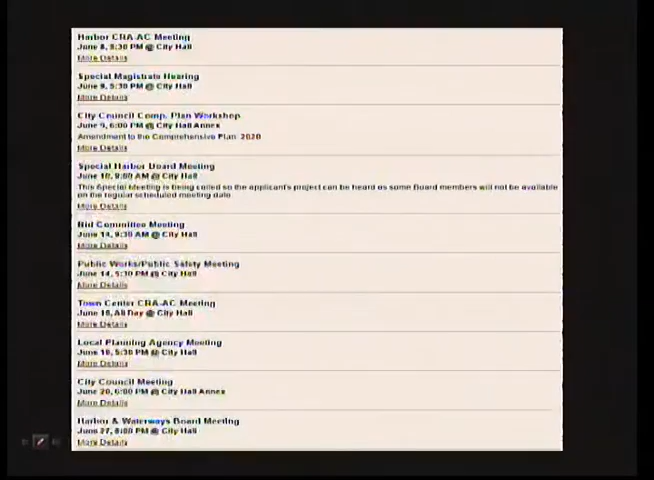 Harbor CRA-AC Meeting
June 8, 5:30 PM @ City Hall
More Details
Special Magistrate Hearing
June 9, 5:30 PM @ City Hall
More Details
City Council Comp. Plan Workshop
June 9, 6:00 PM @ City Hall Annex
Amendment to the Comprehensive Plan 2020
More Details
Special Harbor Board Meeting
June 10, 9:00 AM @ City Hall
This Special Meeting is being called so the applicant's project can be heard as some Board members will not be available
on the regular scheduled meeting date
More Details
Bid Committee Meeting
June 14, 9:30 AM @ City Hall
More Details
Public Works/Public Safety Meeting
June 14, 5:30 PM @ City Hall
More Details
Town Center CRA-AC Meeting
June 16, All Day @ City Hall
More Details
Local Planning Agency Meeting
June 16, 5:30 PM @ City Hall
More Details
City Council Meeting
June 20, 6:00 PM @ City Hall Annex
More Details
Harbor & Waterways Board Meeting
June 27, 6:00 PM @ City Hall
More Details